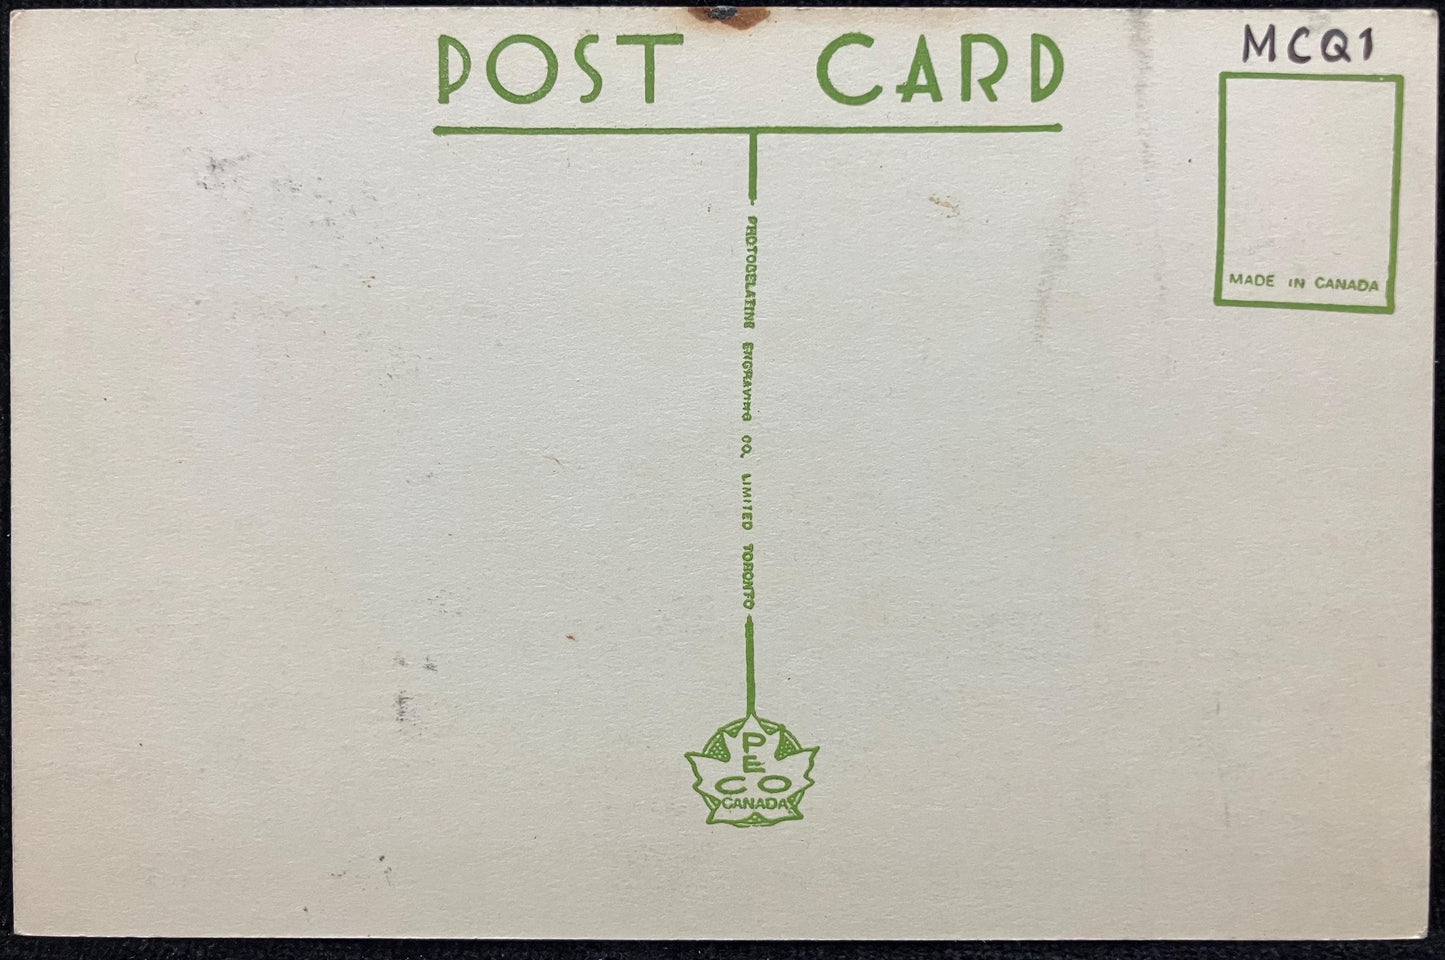 POST CARD
MCQ1
MADE IN CANADA
PHOTOGELATINE ENGRAVING CO. LIMITED TORONTO
PECO
CANADA